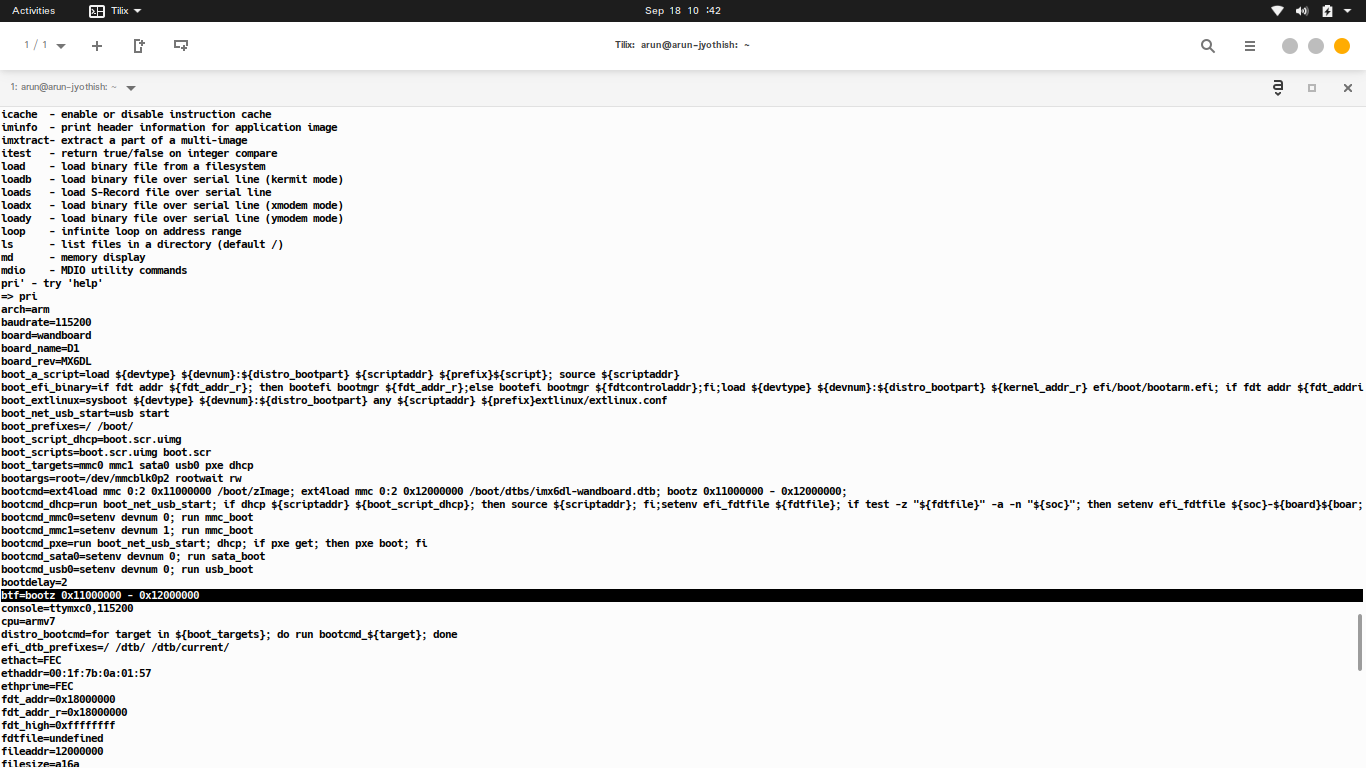 Activities
Tilix
Sep 18 10:42
1 / 1
Tilix: arun@arun-jyothish: ~
1: arun@arun-jyothish: ~
icache  - enable or disable instruction cache
iminfo  - print header information for application image
imxtract- extract a part of a multi-image
itest   - return true/false on integer compare
load    - load binary file from a filesystem
loadb   - load binary file over serial line (kermit mode)
loads   - load S-Record file over serial line
loadx   - load binary file over serial line (xmodem mode)
loady   - load binary file over serial line (ymodem mode)
loop    - infinite loop on address range
ls      - list files in a directory (default /)
md      - memory display
mdio    - MDIO utility commands
pri' - try 'help'
=> pri
arch=arm
baudrate=115200
board=wandboard
board_name=D1
board_rev=MX6DL
boot_a_script=load ${devtype} ${devnum}:${distro_bootpart} ${scriptaddr} ${prefix}${script}; source ${scriptaddr}
boot_efi_binary=if fdt addr ${fdt_addr_r}; then bootefi bootmgr ${fdt_addr_r};else bootefi bootmgr ${fdtcontroladdr};fi;load ${devtype} ${devnum}:${distro_bootpart} ${kernel_addr_r} efi/boot/bootarm.efi; if fdt addr ${fdt_addri
boot_extlinux=sysboot ${devtype} ${devnum}:${distro_bootpart} any ${scriptaddr} ${prefix}extlinux/extlinux.conf
boot_net_usb_start=usb start
boot_prefixes=/ /boot/
boot_script_dhcp=boot.scr.uimg
boot_scripts=boot.scr.uimg boot.scr
boot_targets=mmc0 mmc1 sata0 usb0 pxe dhcp
bootargs=root=/dev/mmcblk0p2 rootwait rw
bootcmd=ext4load mmc 0:2 0x11000000 /boot/zImage; ext4load mmc 0:2 0x12000000 /boot/dtbs/imx6dl-wandboard.dtb; bootz 0x11000000 - 0x12000000;
bootcmd_dhcp=run boot_net_usb_start; if dhcp ${scriptaddr} ${boot_script_dhcp}; then source ${scriptaddr}; fi;setenv efi_fdtfile ${fdtfile}; if test -z "${fdtfile}" -a -n "${soc}"; then setenv efi_fdtfile ${soc}-${board}${boar;
bootcmd_mmc0=setenv devnum 0; run mmc_boot
bootcmd_mmc1=setenv devnum 1; run mmc_boot
bootcmd_pxe=run boot_net_usb_start; dhcp; if pxe get; then pxe boot; fi
bootcmd_sata0=setenv devnum 0; run sata_boot
bootcmd_usb0=setenv devnum 0; run usb_boot
bootdelay=2
btf=bootz 0x11000000 - 0x12000000
console=ttymxc0,115200
cpu=armv7
distro_bootcmd=for target in ${boot_targets}; do run bootcmd_${target}; done
efi_dtb_prefixes=/ /dtb/ /dtb/current/
ethact=FEC
ethaddr=00:1f:7b:0a:01:57
ethprime=FEC
fdt_addr=0x18000000
fdt_addr_r=0x18000000
fdt_high=0xffffffff
fdtfile=undefined
fileaddr=12000000
filesize=a16a